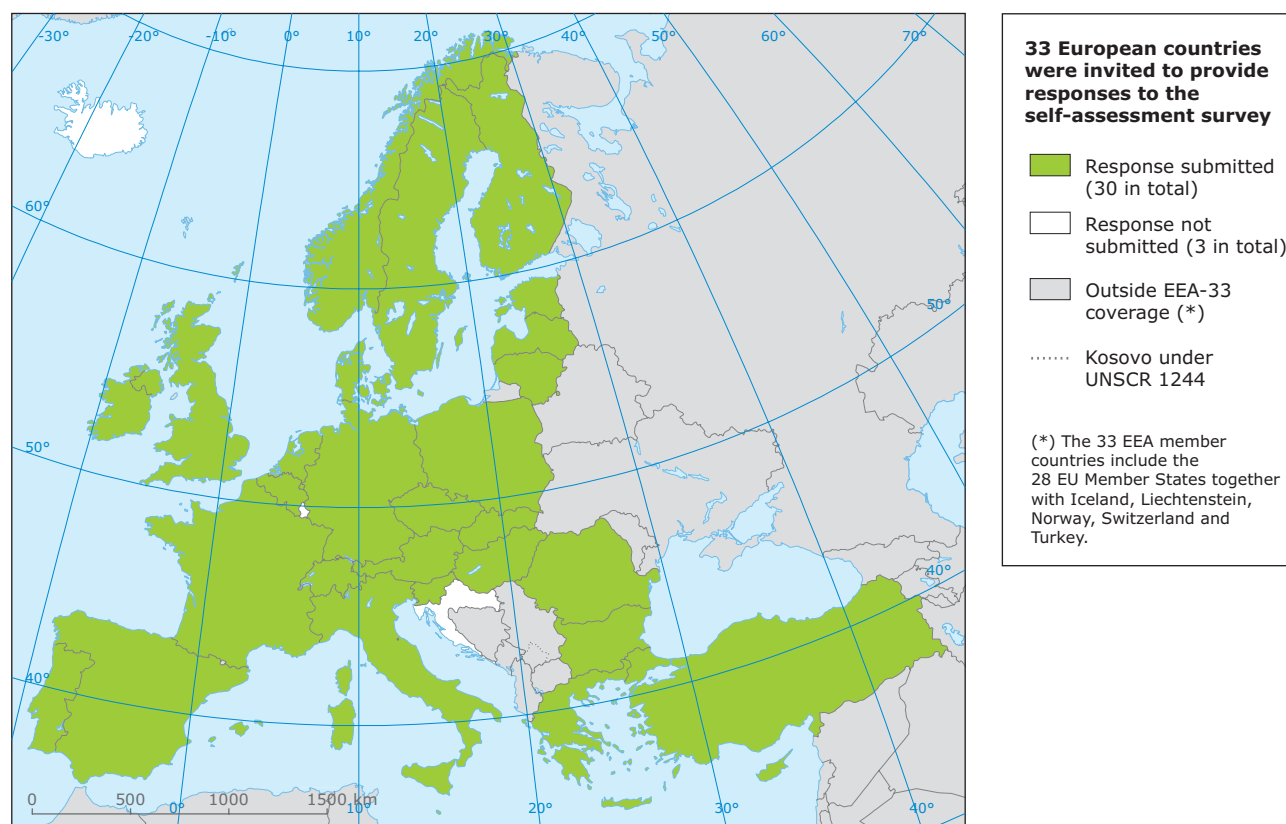 -30°
-20°
-10°
0°
10°
20°
30°
40°
50°
60°
70°
60°
50°
40°
50°
40°
0°
10°
20°
30°
40°
0 500 1000 1500 km
33 European countries
were invited to provide
responses to the
self-assessment survey
Response submitted
(30 in total)
Response not
submitted (3 in total)
Outside EEA-33
coverage (*)
Kosovo under
UNSCR 1244
(*) The 33 EEA member
countries include the
28 EU Member States together
with Iceland, Liechtenstein,
Norway, Switzerland and
Turkey.